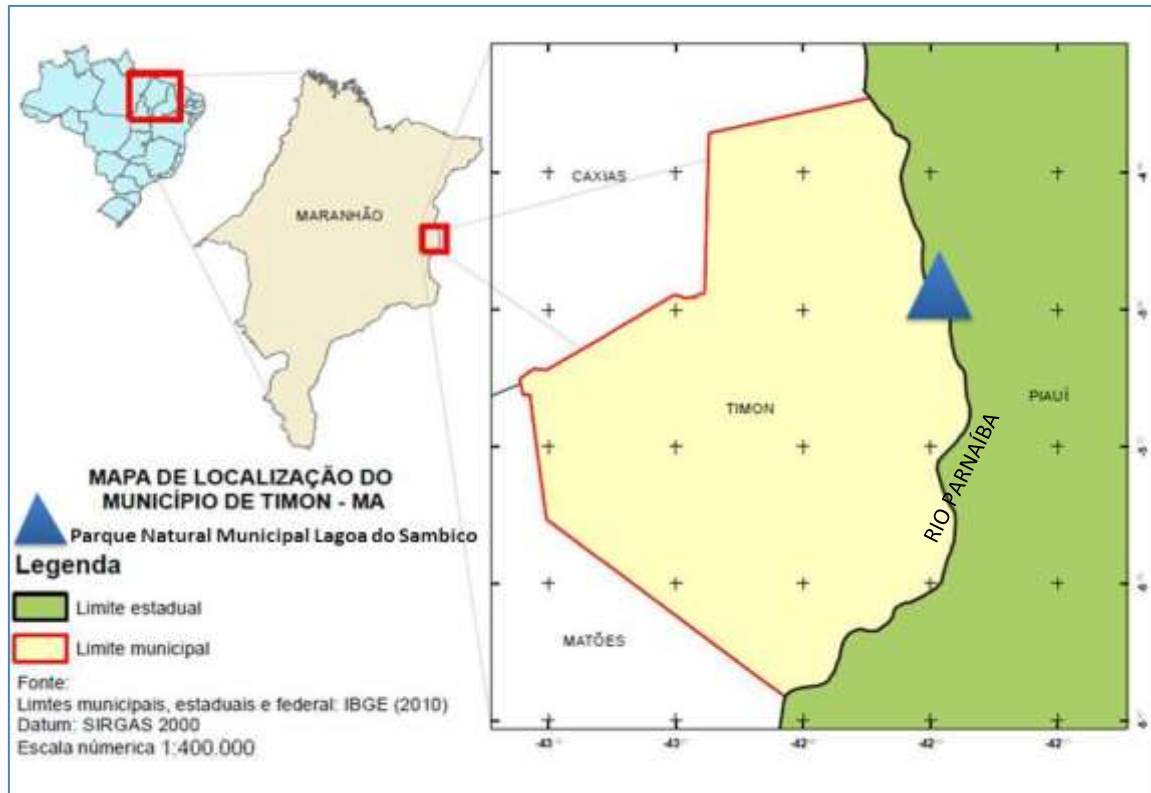 MARANHÃO
CAXIAS
TIMON
PIAUÍ
RIO PARNAÍBA
MATÕES
MAPA DE LOCALIZAÇÃO DO
MUNICÍPIO DE TIMON - MA
Parque Natural Municipal Lagoa do Sambico
Legenda
Limite estadual
Limite municipal
Fonte:
Limtes municipais, estaduais e federal: IBGE (2010)
Datum: SIRGAS 2000
Escala númerica 1:400.000
-43
-43
-42
-42
-42